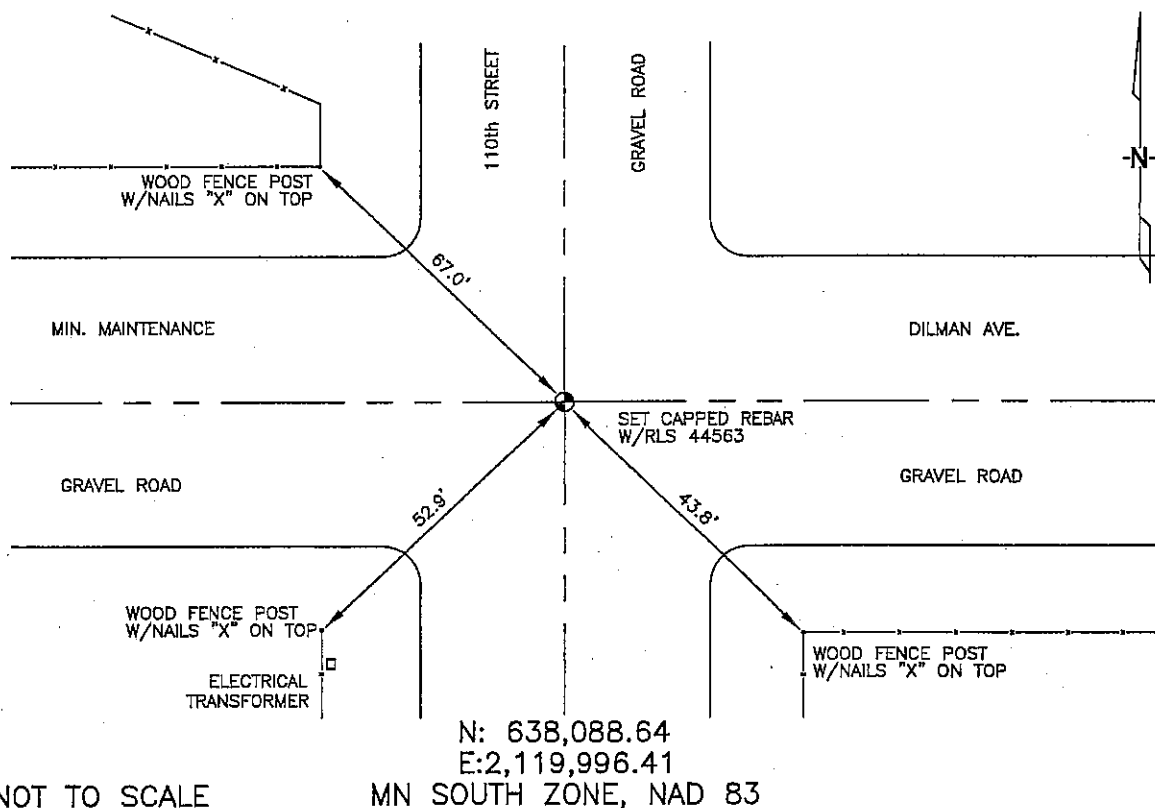 110th STREET
GRAVEL ROAD
-N-
WOOD FENCE POST
W/NAILS "X" ON TOP
67.0'
MIN. MAINTENANCE
DILMAN AVE.
SET CAPPED REBAR
W/RLS 44563
GRAVEL ROAD
GRAVEL ROAD
52.9'
43.8'
WOOD FENCE POST
W/NAILS "X" ON TOP
WOOD FENCE POST
W/NAILS "X" ON TOP
ELECTRICAL
TRANSFORMER
N: 638,088.64
E:2,119,996.41
NOT TO SCALE
MN SOUTH ZONE, NAD 83